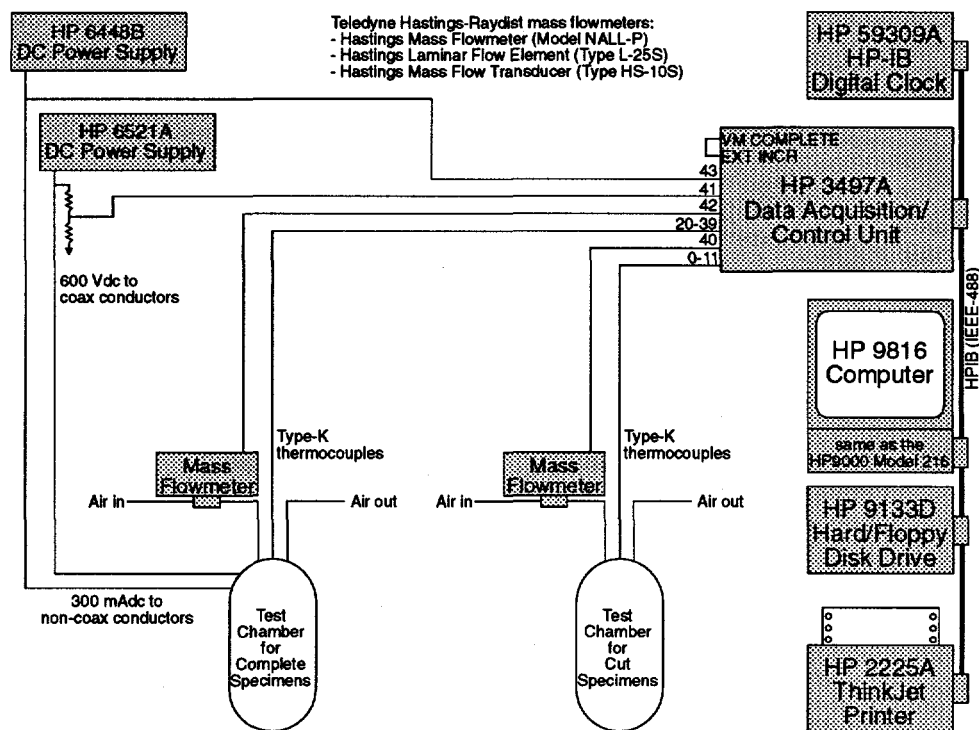 HP 6448B
DC Power Supply
Teledyne Hastings-Raydist mass flowmeters:
- Hastings Mass Flowmeter (Model NALL-P)
- Hastings Laminar Flow Element (Type L-25S)
- Hastings Mass Flow Transducer (Type HS-10S)
HP 59309A
HP-IB
Digital Clock
HP 6521A
DC Power Supply
VM COMPLETE
EXT INCR
43
41
42
20-39
40
0-11
HP 3497A
Data Acquisition/
Control Unit
600 Vdc to
coax conductors
HPIB (IEEE-488)
HP 9816
Computer
same as the
HP9000 Model 216
Type-K
thermocouples
Type-K
thermocouples
Mass
Flowmeter
Mass
Flowmeter
Air in
Air out
Air in
Air out
HP 9133D
Hard/Floppy
Disk Drive
300 mAdc to
non-coax conductors
Test
Chamber
for
Complete
Specimens
Test
Chamber
for
Cut
Specimens
HP 2225A
ThinkJet
Printer